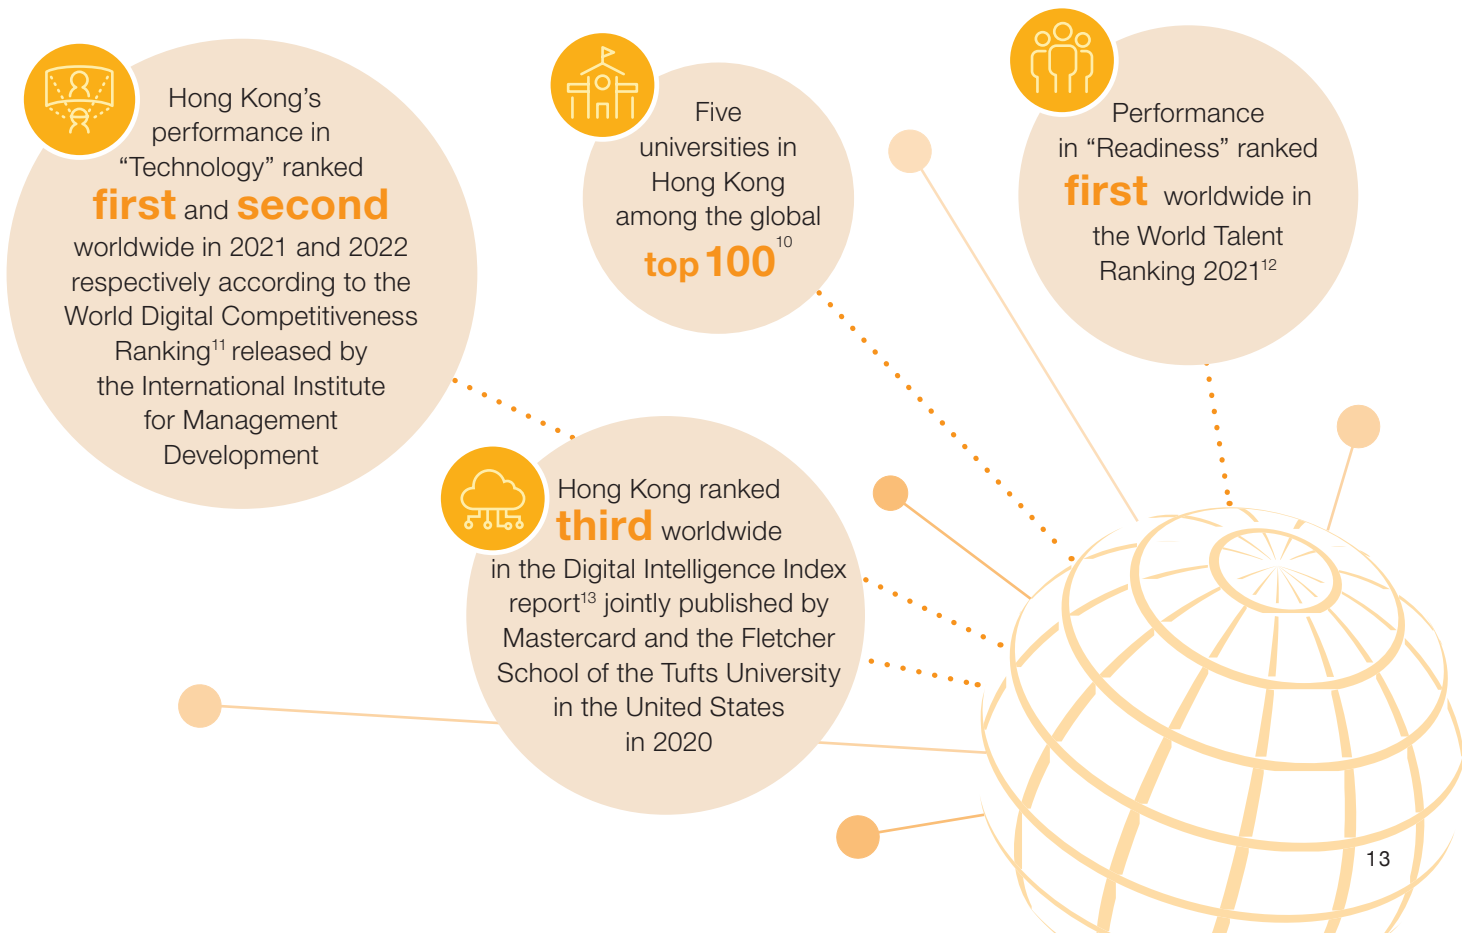 Hong Kong’s
performance in
“Technology” ranked
first and second
worldwide in 2021 and 2022
respectively according to the
World Digital Competitiveness
Ranking11 released by
the International Institute
for Management
Development
Five
universities in
Hong Kong
among the global
top 100 10
Performance
in “Readiness” ranked
first worldwide in
the World Talent
Ranking 202112
Hong Kong ranked
third worldwide
in the Digital Intelligence Index
report13 jointly published by
Mastercard and the Fletcher
School of the Tufts University
in the United States
in 2020
13